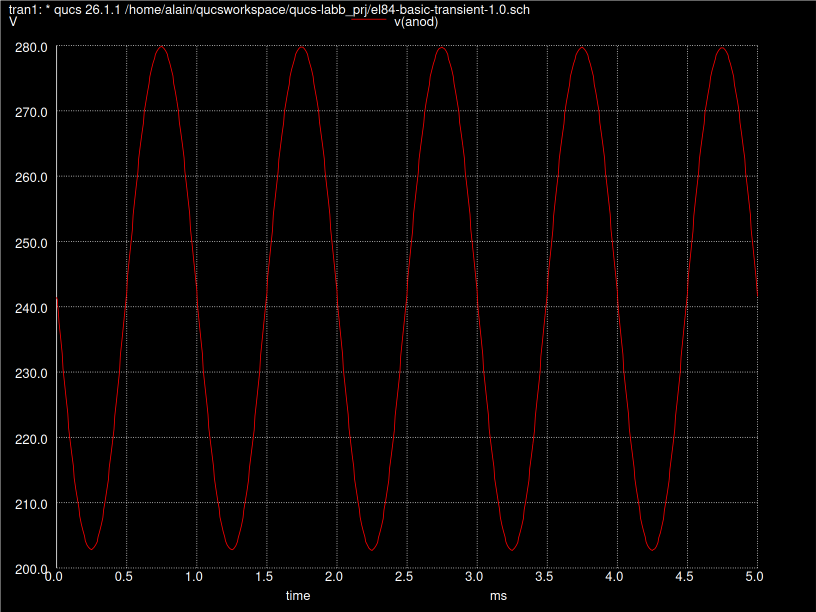 tran1: * qucs 26.1.1 /home/alain/qucsworkspace/qucs-labb_prj/el84-basic-transient-1.0.sch
V v(anod)
280.0
270.0
260.0
250.0
240.0
230.0
220.0
210.0
200.0
0.0 0.5 1.0 1.5 2.0 2.5 3.0 3.5 4.0 4.5 5.0
time ms